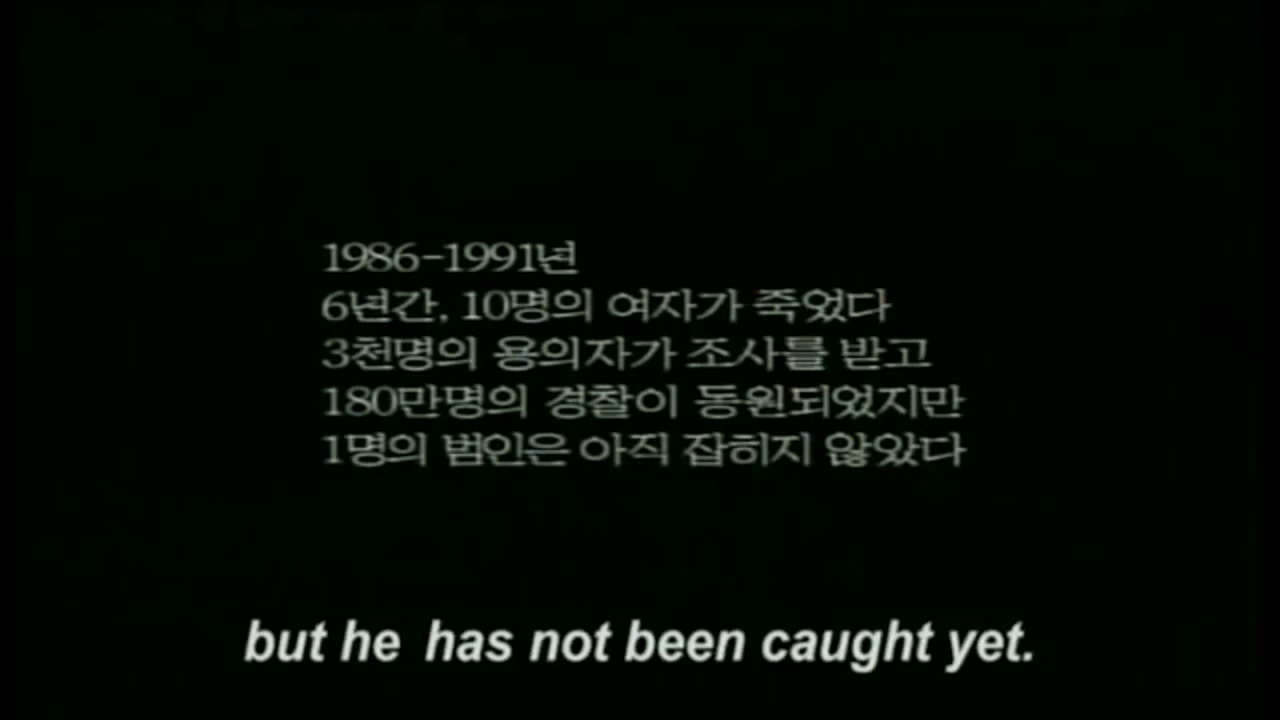 1986-1991년
6년간, 10명의 여자가 죽었다
3천명의 용의자가 조사를 받고
180만명의 경찰이 동원되었지만
1명의 범인은 아직 잡히지 않았다
but he has not been caught yet.